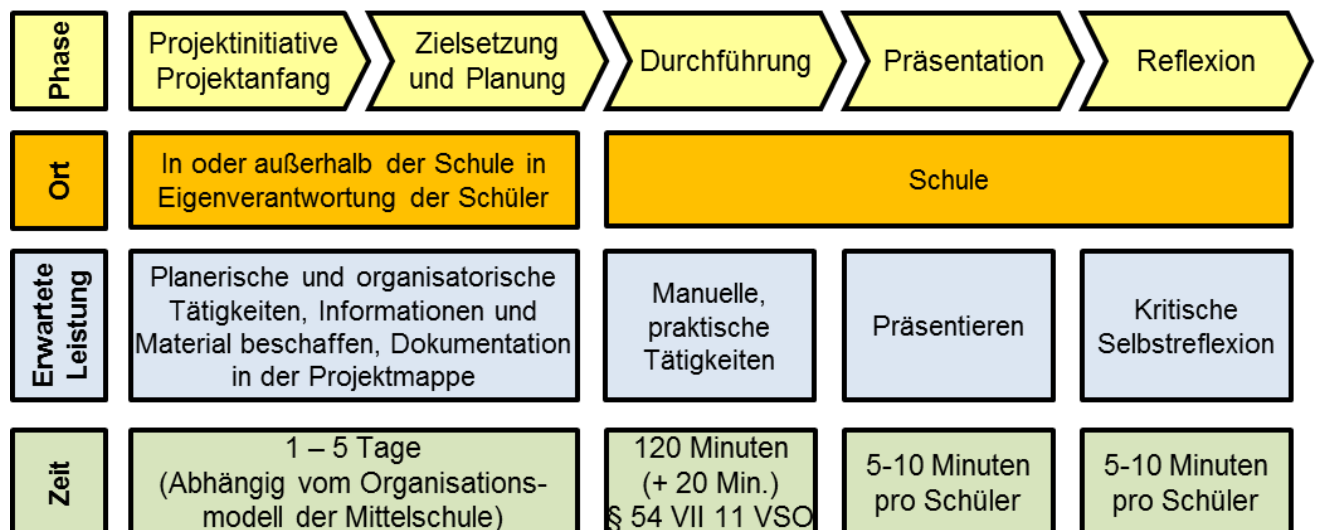 Phase
Projektinitiative
Projektanfang
Zielsetzung
und Planung
Durchführung
Präsentation
Reflexion
Ort
In oder außerhalb der Schule in
Eigenverantwortung der Schüler
Schule
Erwartete
Leistung
Planerische und organisatorische
Tätigkeiten, Informationen und
Material beschaffen, Dokumentation
in der Projektmappe
Manuelle,
praktische
Tätigkeiten
Präsentieren
Kritische
Selbstreflexion
Zeit
1 – 5 Tage
(Abhängig vom Organisations-
modell der Mittelschule)
120 Minuten
(+ 20 Min.)
§ 54 VII 11 VSO
5-10 Minuten
pro Schüler
5-10 Minuten
pro Schüler